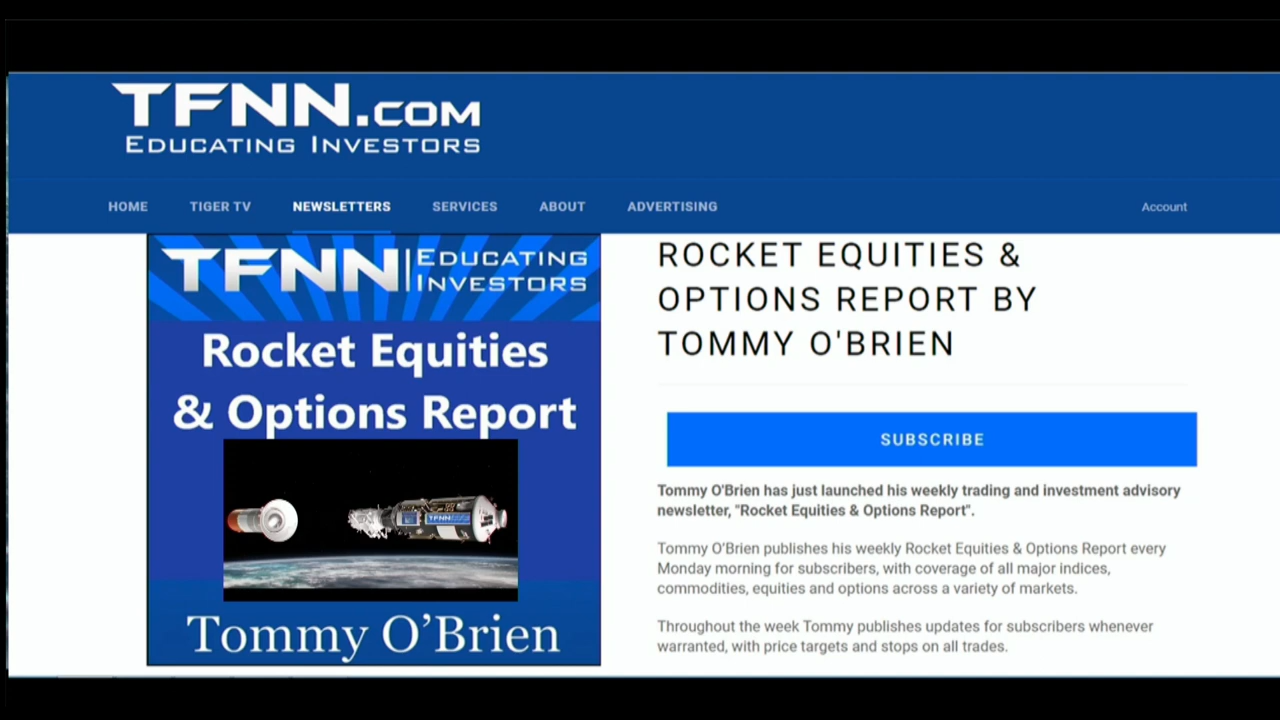 TFNN.COM
EDUCATING INVESTORS
HOME TIGER TV NEWSLETTERS SERVICES ABOUT ADVERTISING Account
TFNN EDUCATING
INVESTORS
Rocket Equities
& Options Report
TFNN
Tommy O’Brien
ROCKET EQUITIES &
OPTIONS REPORT BY
TOMMY O'BRIEN
SUBSCRIBE
Tommy O'Brien has just launched his weekly trading and investment advisory
newsletter, "Rocket Equities & Options Report".
Tommy O’Brien publishes his weekly Rocket Equities & Options Report every
Monday morning for subscribers, with coverage of all major indices,
commodities, equities and options across a variety of markets.
Throughout the week Tommy publishes updates for subscribers whenever
warranted, with price targets and stops on all trades.